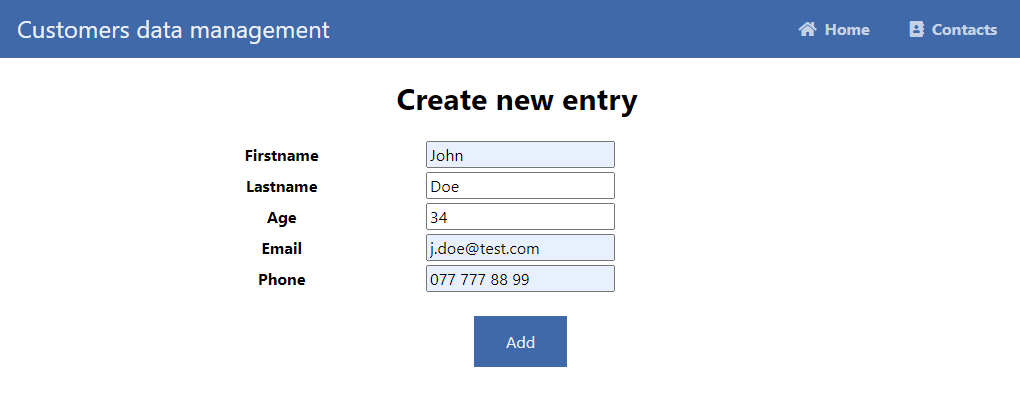 Customers data management Home Contacts
Create new entry
Firstname John
Lastname Doe
Age 34
Email j.doe@test.com
Phone 077 777 88 99
Add